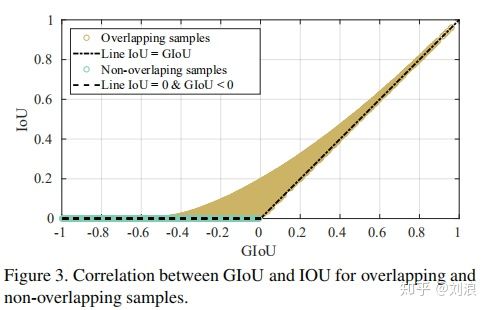 1
0.8
0.6
0.4
0.2
0
IoU
Overlapping samples
Line IoU = GIoU
Non-overlaping samples
Line IoU = 0 & GIoU < 0
-1 -0.8 -0.6 -0.4 -0.2 0 0.2 0.4 0.6 0.8 1
GIoU
Figure 3. Correlation between GIoU and IOU for overlapping and
non-overlapping samples.
知乎 @刘浪